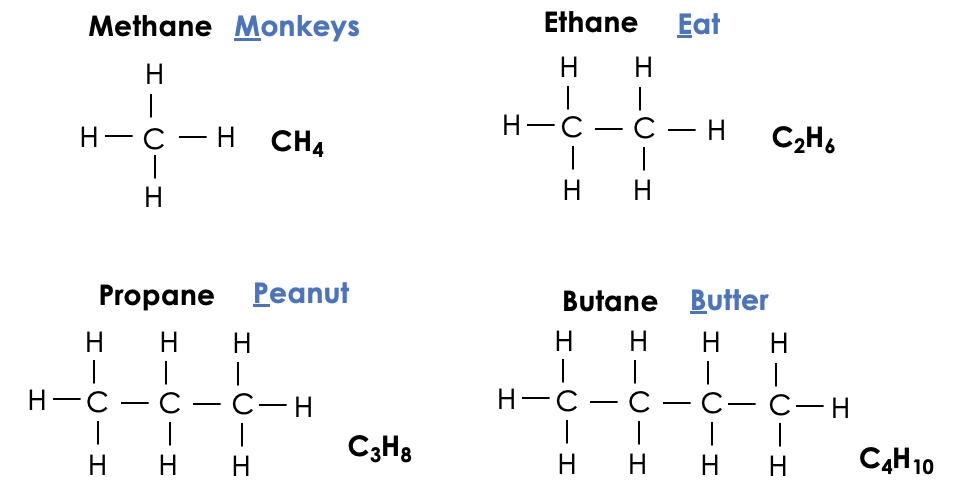 Methane Monkeys
H
H — C — H CH₄
H
Ethane Eat
H H
H — C — C — H C₂H₆
H H
Propane Peanut
H H H
H — C — C — C — H
H H H
C₃H₈
Butane Butter
H H H H
H — C — C — C — C — H
H H H H
C₄H₁₀